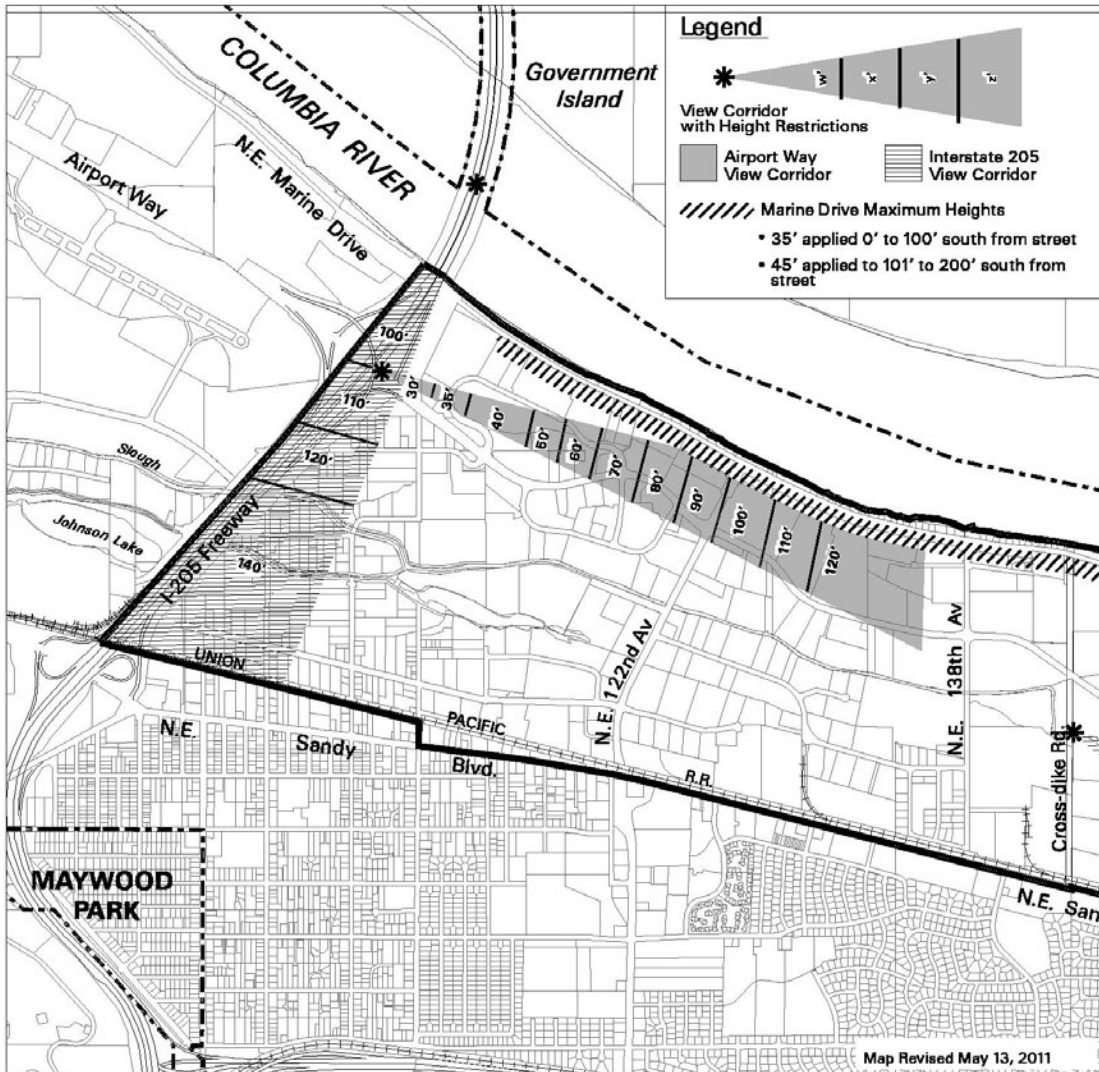 Legend
w'
x'
y'
z'
View Corridor
with Height Restrictions
Airport Way
View Corridor
Interstate 205
View Corridor
Marine Drive Maximum Heights
• 35' applied 0' to 100' south from street
• 45' applied to 101' to 200' south from
street
COLUMBIA RIVER
Government
Island
N.E. Marine Drive
Airport Way
100'
110'
120'
140'
30'
35'
40'
50'
60'
70'
80'
90'
100'
110'
120'
Slough
Johnson Lake
I-205 Freeway
UNION
PACIFIC
R.R.
N.E. 122nd Av
N.E. 138th Av
Cross-dike Rd.
N.E. Sandy Blvd.
N.E. San
MAYWOOD
PARK
Map Revised May 13, 2011